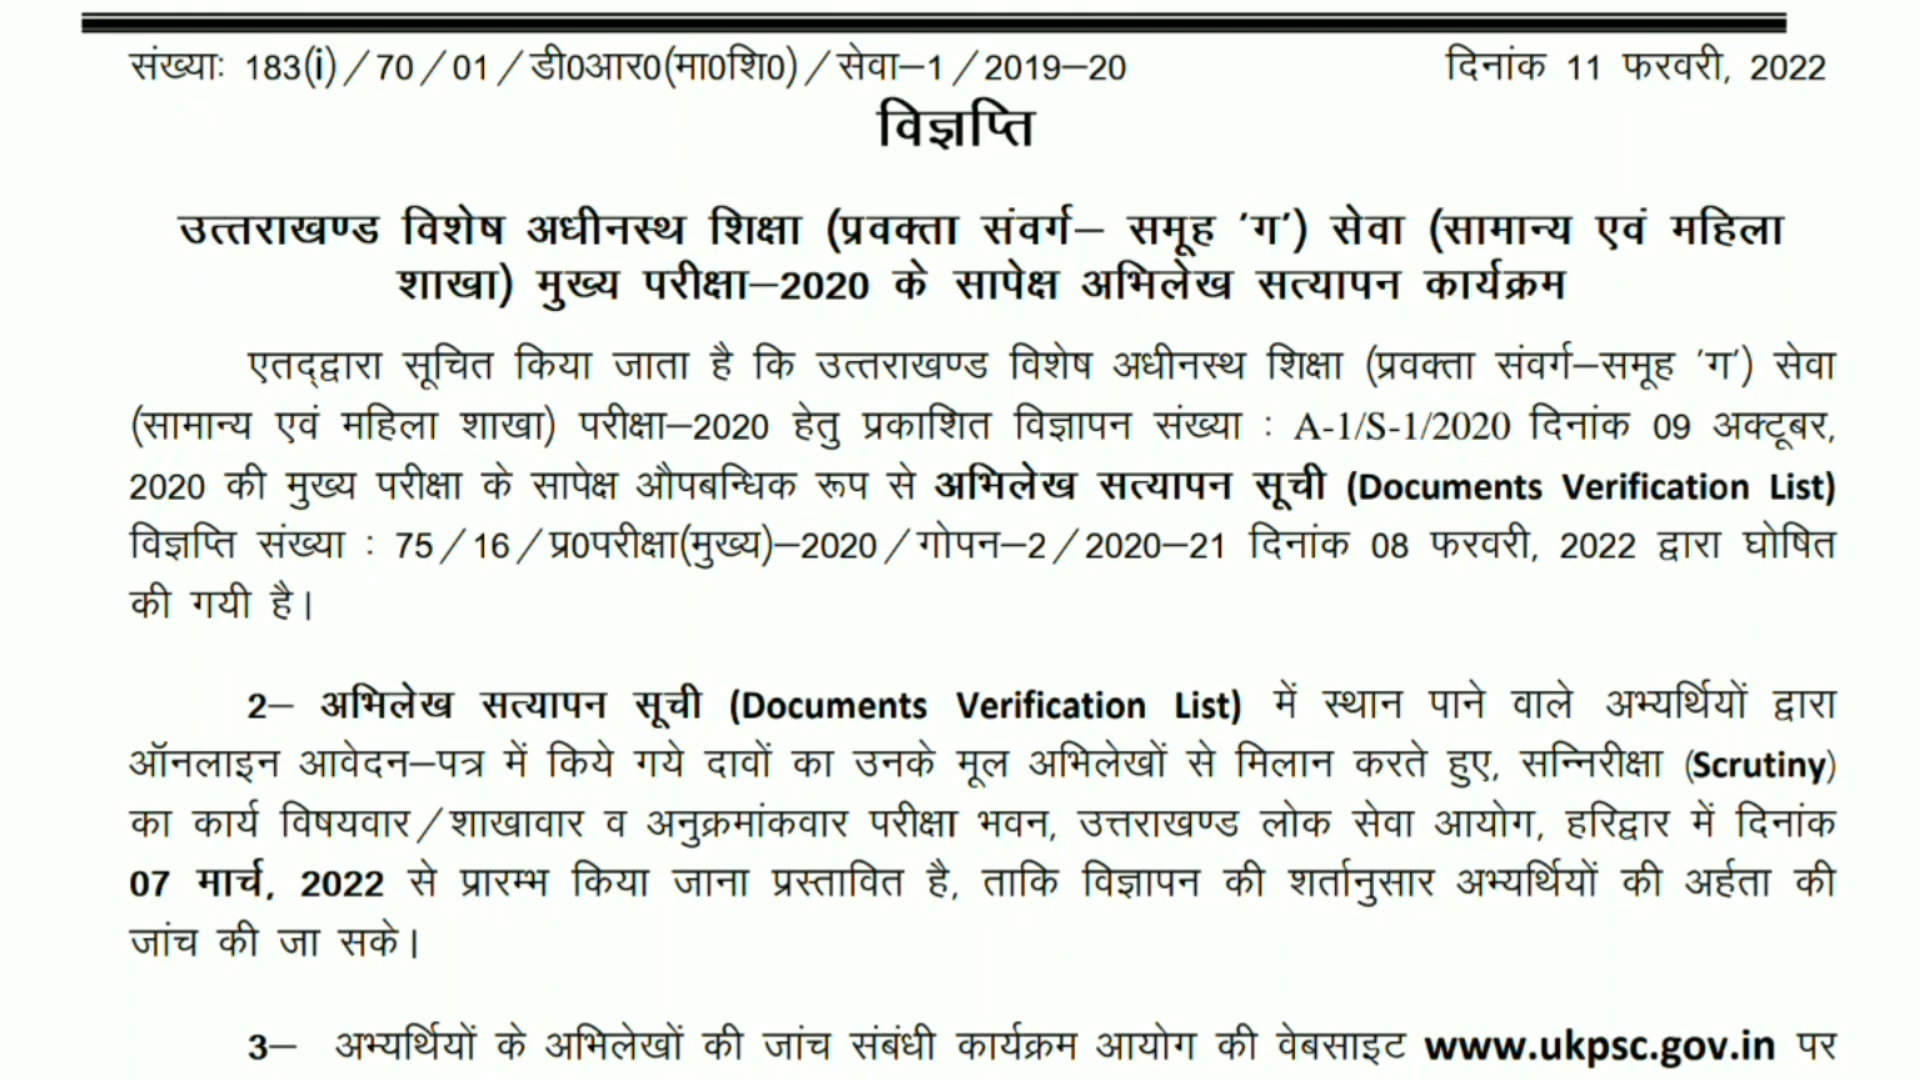 संख्याः 183(i)/70/01/डी0आर0(मा0शि0)/सेवा–1/2019–20 दिनांक 11 फरवरी, 2022
विज्ञप्ति
उत्तराखण्ड विशेष अधीनस्थ शिक्षा (प्रवक्ता संवर्ग– समूह 'ग') सेवा (सामान्य एवं महिला
शाखा) मुख्य परीक्षा–2020 के सापेक्ष अभिलेख सत्यापन कार्यक्रम
एतद्द्वारा सूचित किया जाता है कि उत्तराखण्ड विशेष अधीनस्थ शिक्षा (प्रवक्ता संवर्ग–समूह 'ग') सेवा
(सामान्य एवं महिला शाखा) परीक्षा–2020 हेतु प्रकाशित विज्ञापन संख्या : A-1/S-1/2020 दिनांक 09 अक्टूबर,
2020 की मुख्य परीक्षा के सापेक्ष औपबन्धिक रूप से अभिलेख सत्यापन सूची (Documents Verification List)
विज्ञप्ति संख्या : 75/16/प्र0परीक्षा(मुख्य)–2020/गोपन–2/2020–21 दिनांक 08 फरवरी, 2022 द्वारा घोषित
की गयी है।
2– अभिलेख सत्यापन सूची (Documents Verification List) में स्थान पाने वाले अभ्यर्थियों द्वारा
ऑनलाइन आवेदन–पत्र में किये गये दावों का उनके मूल अभिलेखों से मिलान करते हुए, सन्निरीक्षा (Scrutiny)
का कार्य विषयवार/शाखावार व अनुक्रमांकवार परीक्षा भवन, उत्तराखण्ड लोक सेवा आयोग, हरिद्वार में दिनांक
07 मार्च, 2022 से प्रारम्भ किया जाना प्रस्तावित है, ताकि विज्ञापन की शर्तानुसार अभ्यर्थियों की अर्हता की
जांच की जा सके।
3– अभ्यर्थियों के अभिलेखों की जांच संबंधी कार्यक्रम आयोग की वेबसाइट www.ukpsc.gov.in पर